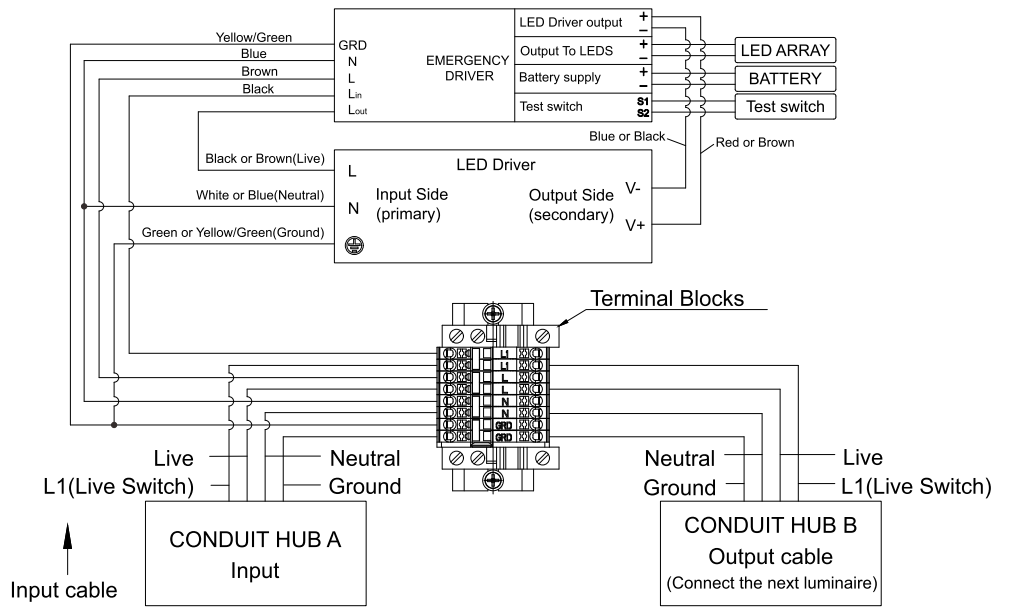 Yellow/Green
Blue
Brown
Black
GRD
N
L
Lin
Lout
EMERGENCY
DRIVER
LED Driver output
+
−
Output To LEDS
+
−
Battery supply
+
−
Test switch
S1
S2
LED ARRAY
BATTERY
Test switch
Blue or Black
Red or Brown
Black or Brown(Live)
White or Blue(Neutral)
Green or Yellow/Green(Ground)
LED Driver
L
N
Input Side
(primary)
Output Side
(secondary)
V-
V+
Terminal Blocks
L1
L1
L
L
N
N
GRD
GRD
Live
L1(Live Switch)
Neutral
Ground
Neutral
Ground
Live
L1(Live Switch)
CONDUIT HUB A
Input
Input cable
CONDUIT HUB B
Output cable
(Connect the next luminaire)